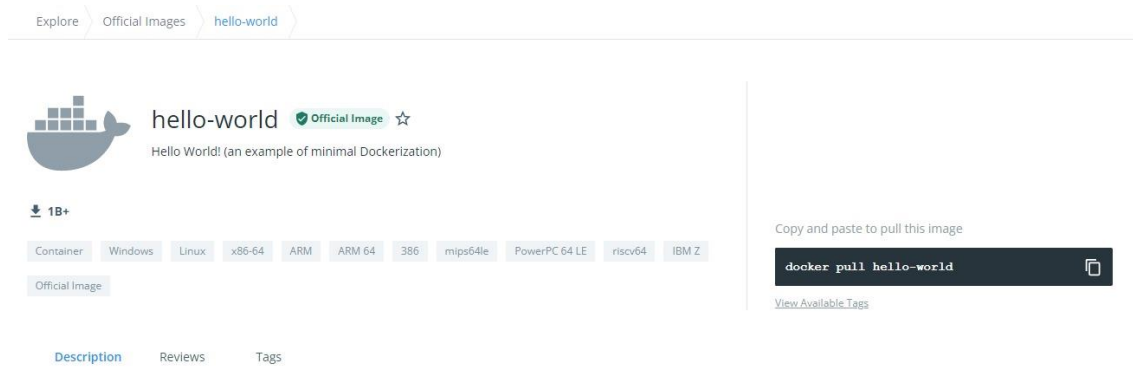 Explore Official Images hello-world
hello-world Official Image
Hello World! (an example of minimal Dockerization)
1B+
Container Windows Linux x86-64 ARM ARM 64 386 mips64le PowerPC 64 LE riscv64 IBM Z
Official Image
Copy and paste to pull this image
docker pull hello-world
View Available Tags
Description Reviews Tags